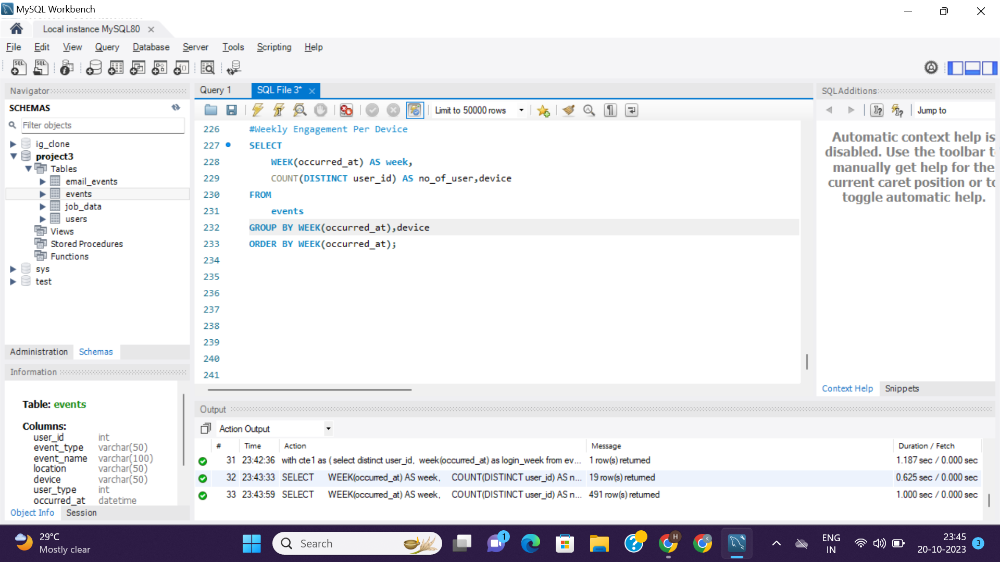 MySQL Workbench
Local instance MySQL80
File Edit View Query Database Server Tools Scripting Help
Navigator
SCHEMAS
Filter objects
ig_clone
project3
Tables
email_events
events
job_data
users
Views
Stored Procedures
Functions
sys
test
Administration Schemas
Information
Table: events
Columns:
user_id int
event_type varchar(50)
event_name varchar(100)
location varchar(50)
device varchar(50)
user_type int
occurred_at datetime
Object Info Session
Query 1 SQL File 3*
Limit to 50000 rows
226 #Weekly Engagement Per Device
227 SELECT
228 WEEK(occurred_at) AS week,
229 COUNT(DISTINCT user_id) AS no_of_user,device
230 FROM
231 events
232 GROUP BY WEEK(occurred_at),device
233 ORDER BY WEEK(occurred_at);
234
235
236
237
238
239
240
241
SQLAdditions
Jump to
Automatic context help is
disabled. Use the toolbar t
manually get help for the
current caret position or to
toggle automatic help.
Context Help Snippets
Output
Action Output
# Time Action Message Duration / Fetch
31 23:42:36 with cte1 as ( select distinct user_id, week(occurred_at) as login_week from ev... 1 row(s) returned 1.187 sec / 0.000 sec
32 23:43:33 SELECT WEEK(occurred_at) AS week, COUNT(DISTINCT user_id) AS n... 19 row(s) returned 0.625 sec / 0.000 sec
33 23:43:59 SELECT WEEK(occurred_at) AS week, COUNT(DISTINCT user_id) AS n... 491 row(s) returned 1.000 sec / 0.000 sec
29°C
Mostly clear
Search
1
H
K
ENG
IN
23:45
20-10-2023
3